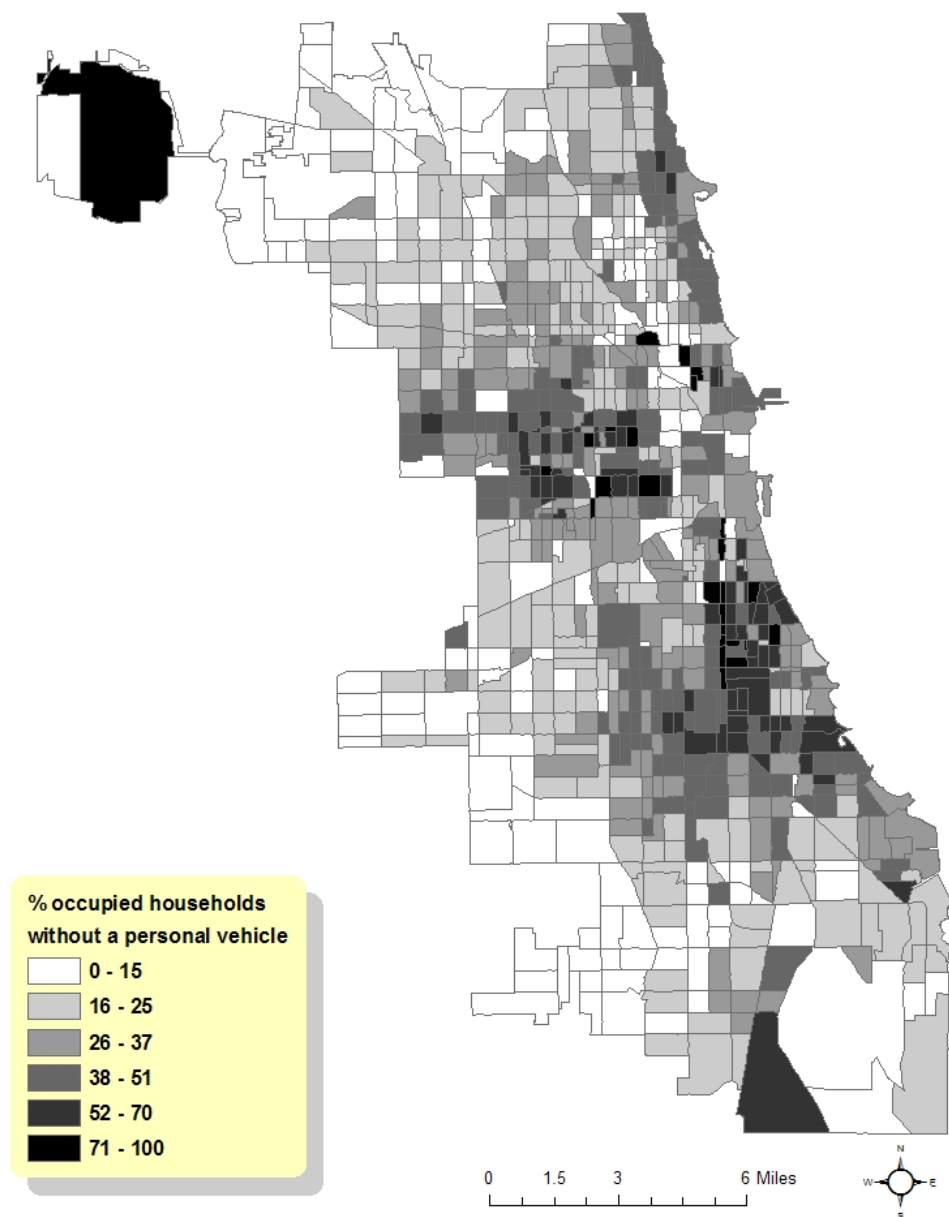 % occupied households
without a personal vehicle
0 - 15
16 - 25
26 - 37
38 - 51
52 - 70
71 - 100
0 1.5 3 6 Miles
N
W E
S